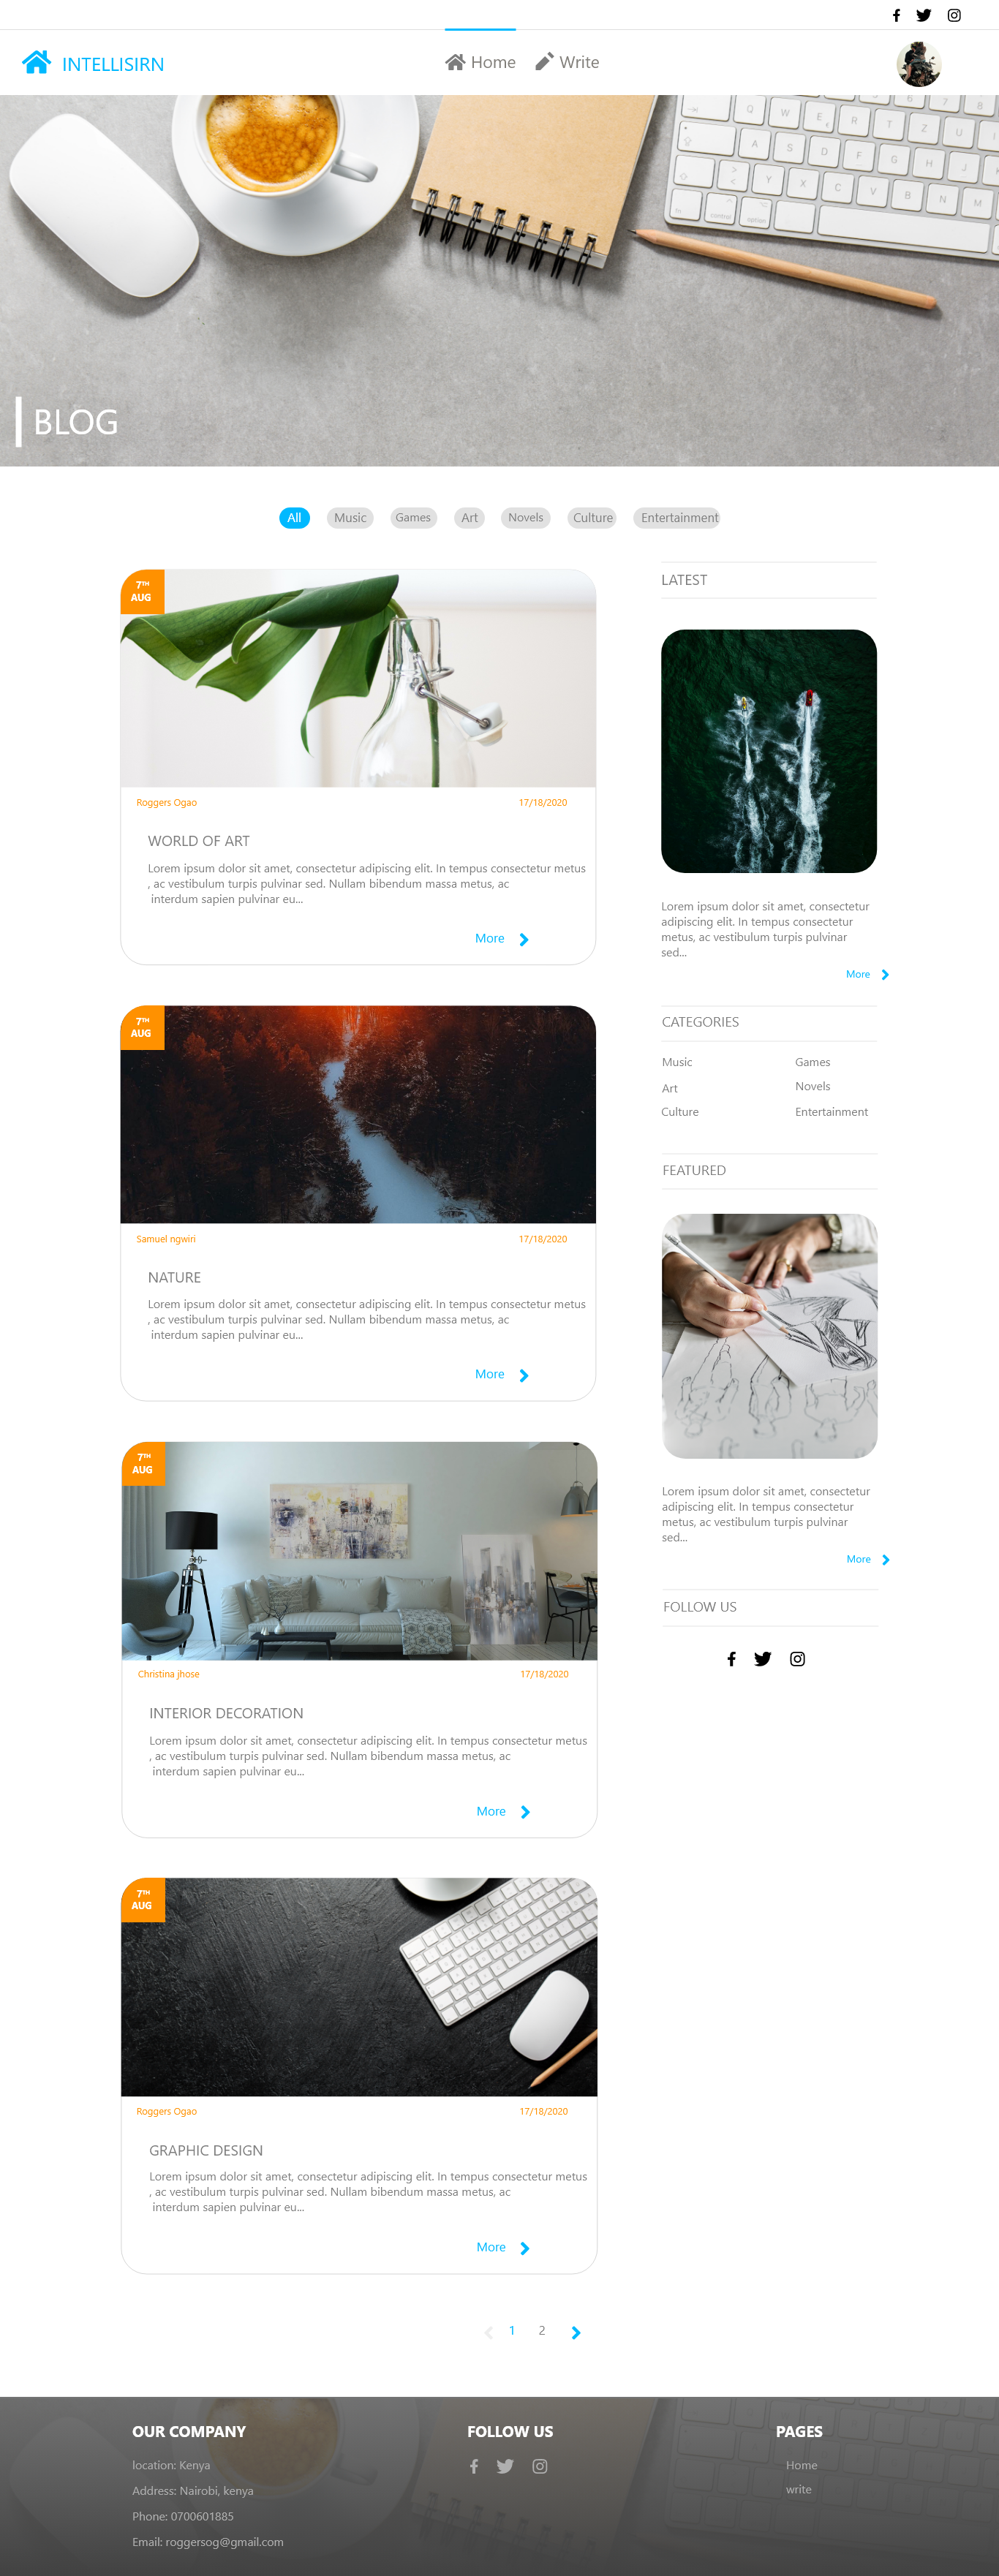 INTELLISIRN
Home
Write
BLOG
All
Music
Games
Art
Novels
Culture
Entertainment
7TH
AUG
Roggers Ogao
17/18/2020
WORLD OF ART
Lorem ipsum dolor sit amet, consectetur adipiscing elit. In tempus consectetur metus
, ac vestibulum turpis pulvinar sed. Nullam bibendum massa metus, ac
interdum sapien pulvinar eu...
More
7TH
AUG
Samuel ngwiri
17/18/2020
NATURE
Lorem ipsum dolor sit amet, consectetur adipiscing elit. In tempus consectetur metus
, ac vestibulum turpis pulvinar sed. Nullam bibendum massa metus, ac
interdum sapien pulvinar eu...
More
7TH
AUG
Christina jhose
17/18/2020
INTERIOR DECORATION
Lorem ipsum dolor sit amet, consectetur adipiscing elit. In tempus consectetur metus
, ac vestibulum turpis pulvinar sed. Nullam bibendum massa metus, ac
interdum sapien pulvinar eu...
More
7TH
AUG
Roggers Ogao
17/18/2020
GRAPHIC DESIGN
Lorem ipsum dolor sit amet, consectetur adipiscing elit. In tempus consectetur metus
, ac vestibulum turpis pulvinar sed. Nullam bibendum massa metus, ac
interdum sapien pulvinar eu...
More
1
2
LATEST
Lorem ipsum dolor sit amet, consectetur
adipiscing elit. In tempus consectetur
metus, ac vestibulum turpis pulvinar
sed...
More
CATEGORIES
Music
Games
Art
Novels
Culture
Entertainment
FEATURED
Lorem ipsum dolor sit amet, consectetur
adipiscing elit. In tempus consectetur
metus, ac vestibulum turpis pulvinar
sed...
More
FOLLOW US
OUR COMPANY
location: Kenya
Address: Nairobi, kenya
Phone: 0700601885
Email: roggersog@gmail.com
FOLLOW US
PAGES
Home
write